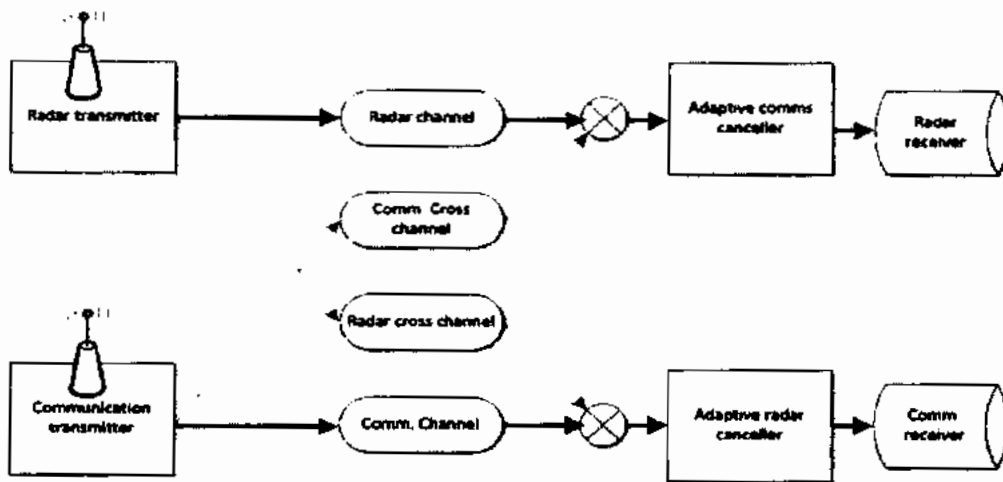 Radar transmitter
Radar channel
Adaptive comms
canceller
Radar
receiver
Comm Cross
channel
Radar cross channel
Communication
transmitter
Comm. Channel
Adaptive radar
canceller
Comm
receiver